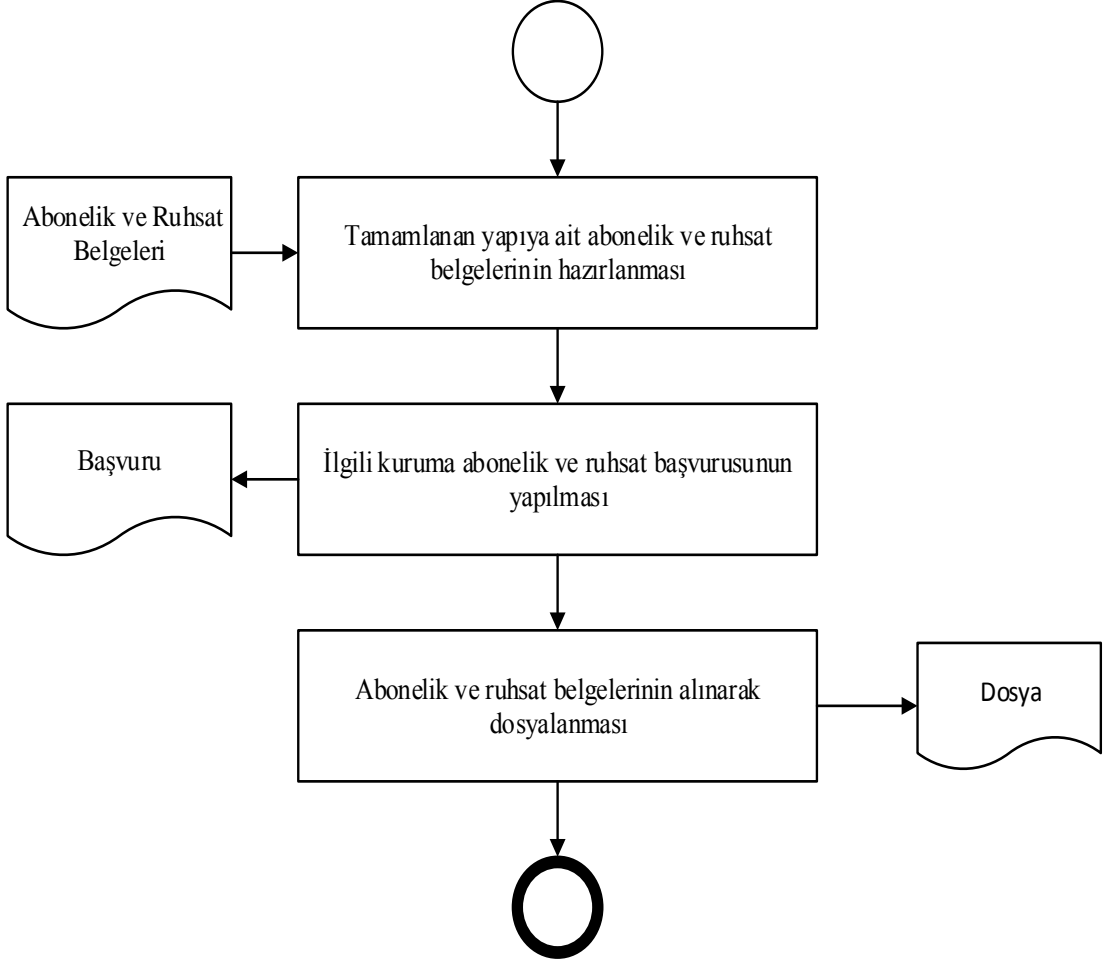 Abonelik ve Ruhsat
Belgeleri
Tamamlanan yapıya ait abonelik ve ruhsat
belgelerinin hazırlanması
Başvuru
İlgili kuruma abonelik ve ruhsat başvurusunun
yapılması
Abonelik ve ruhsat belgelerinin alınarak
dosyalanması
Dosya